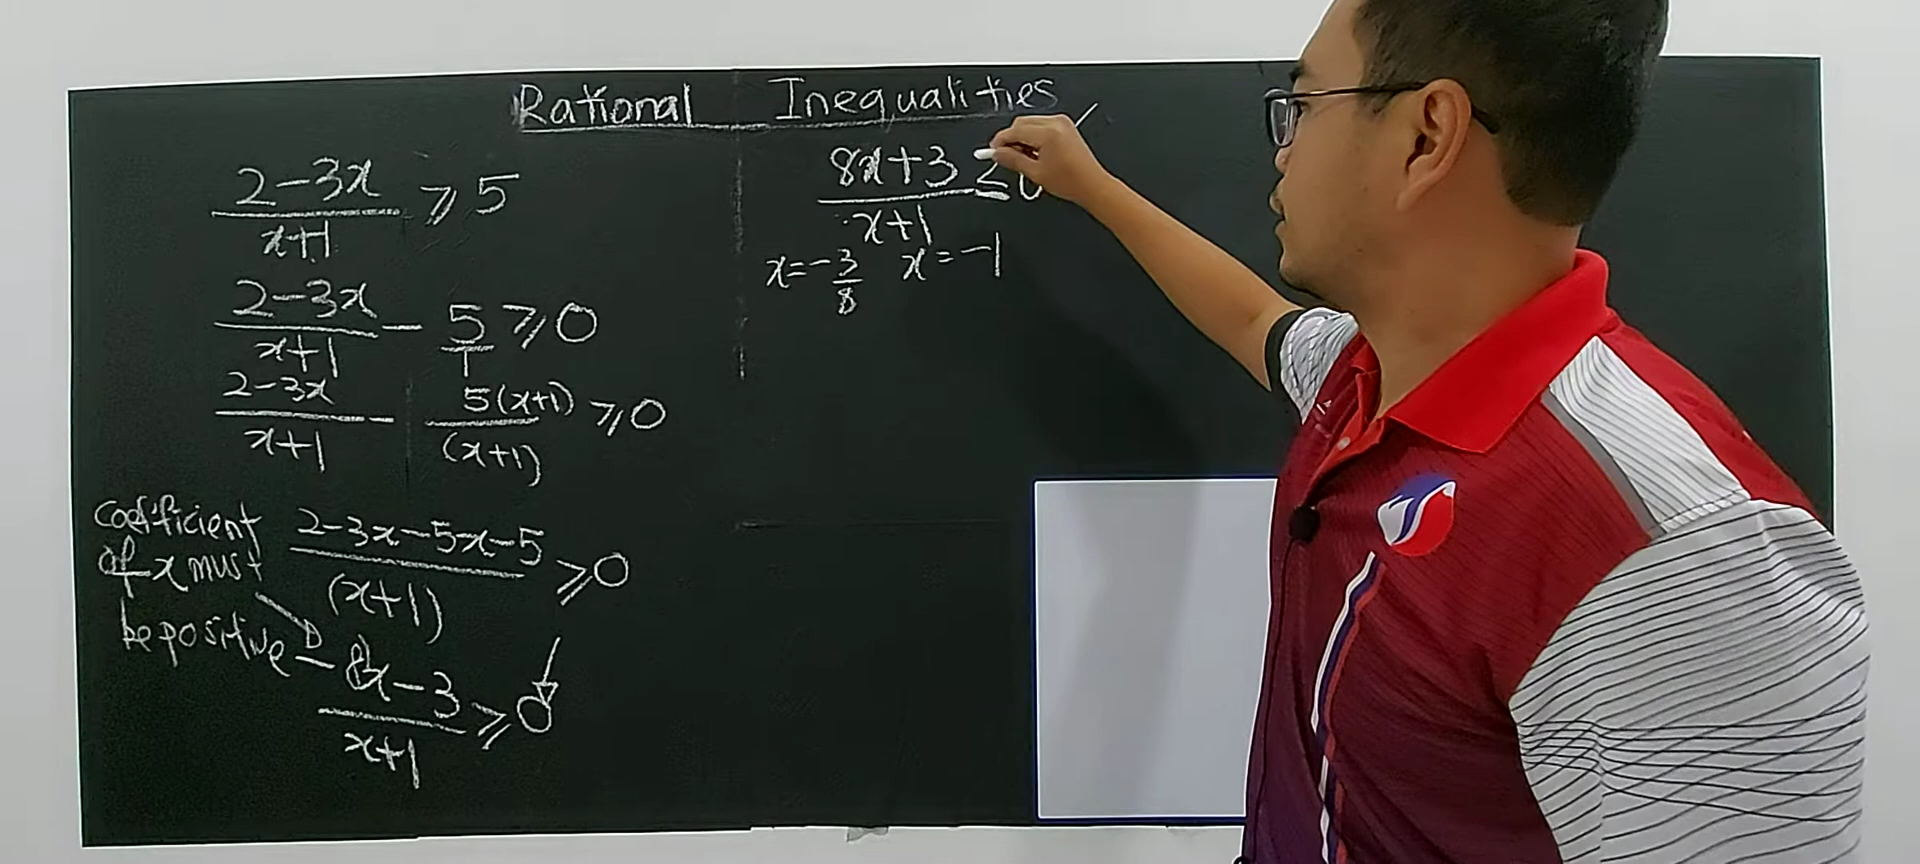 Rational Inequalities
2-3x
―――― ⩾ 5
x+1
2-3x
―――― - 5/1 ⩾ 0
x+1
2-3x   5(x+1)
―――― - ―――― ⩾ 0
x+1   (x+1)
coefficient
of x must
be positive
2-3x-5x-5
―――――――― ⩾ 0
(x+1)
-8x-3
―――― ⩾ 0
x+1
8x+3
―――― ≤ 0
x+1
x=-3/8   x=-1